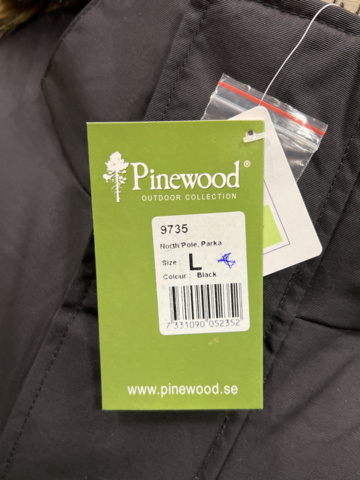 Pinewood®
OUTDOOR COLLECTION
9735
North Pole, Parka
Size : L
Colour : Black
7 331090 052352
www.pinewood.se